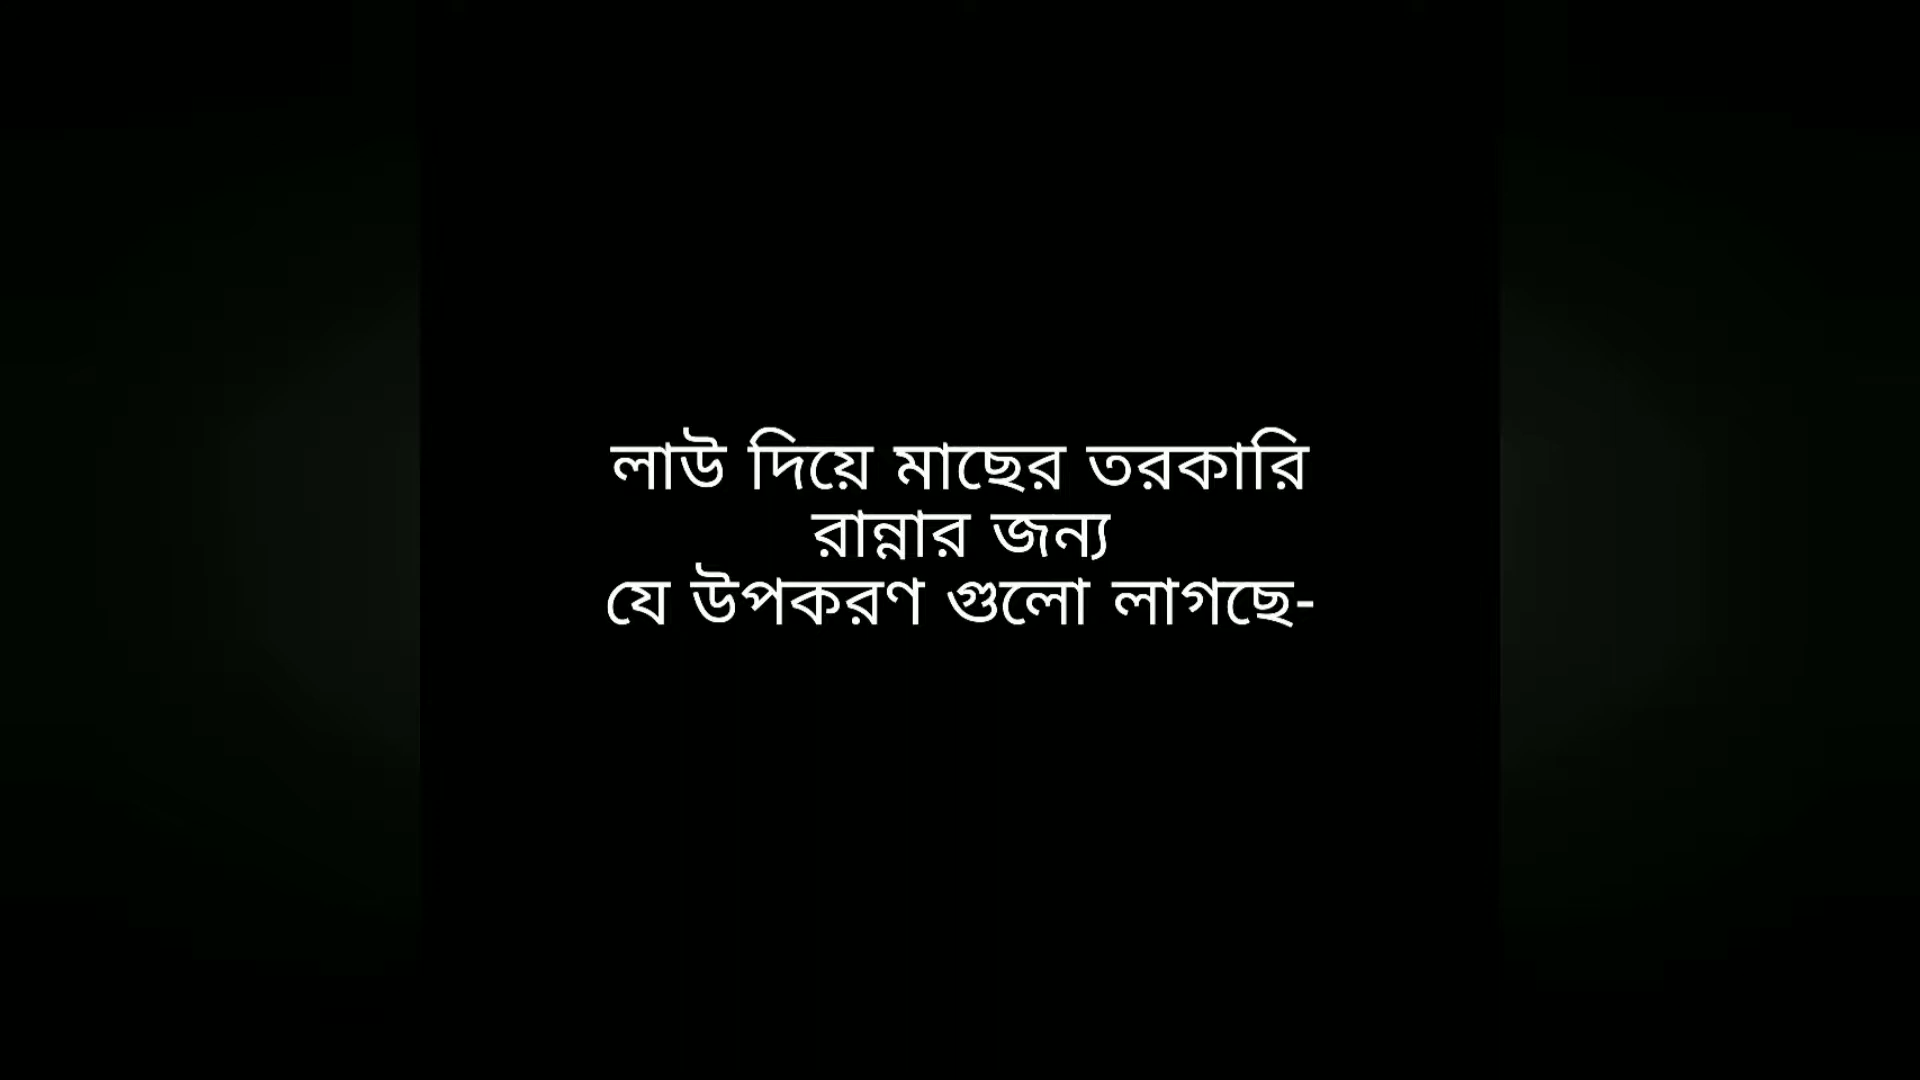 লাউ দিয়ে মাছের তরকারি
রান্নার জন্য
যে উপকরণ গুলো লাগছে-